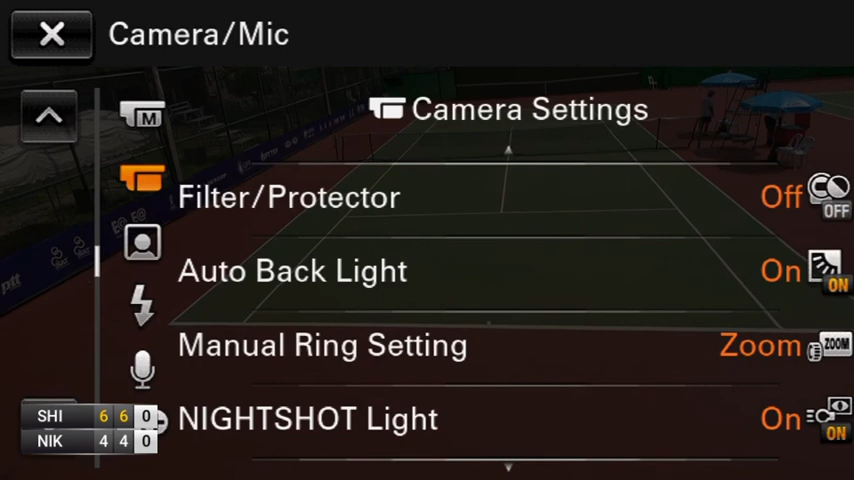 Camera/Mic
M
Camera Settings
Filter/Protector Off
OFF
Auto Back Light On
ON
Manual Ring Setting Zoom
ZOOM
NIGHTSHOT Light On
ON
SHI 6 6 0
NIK 4 4 0
ptt